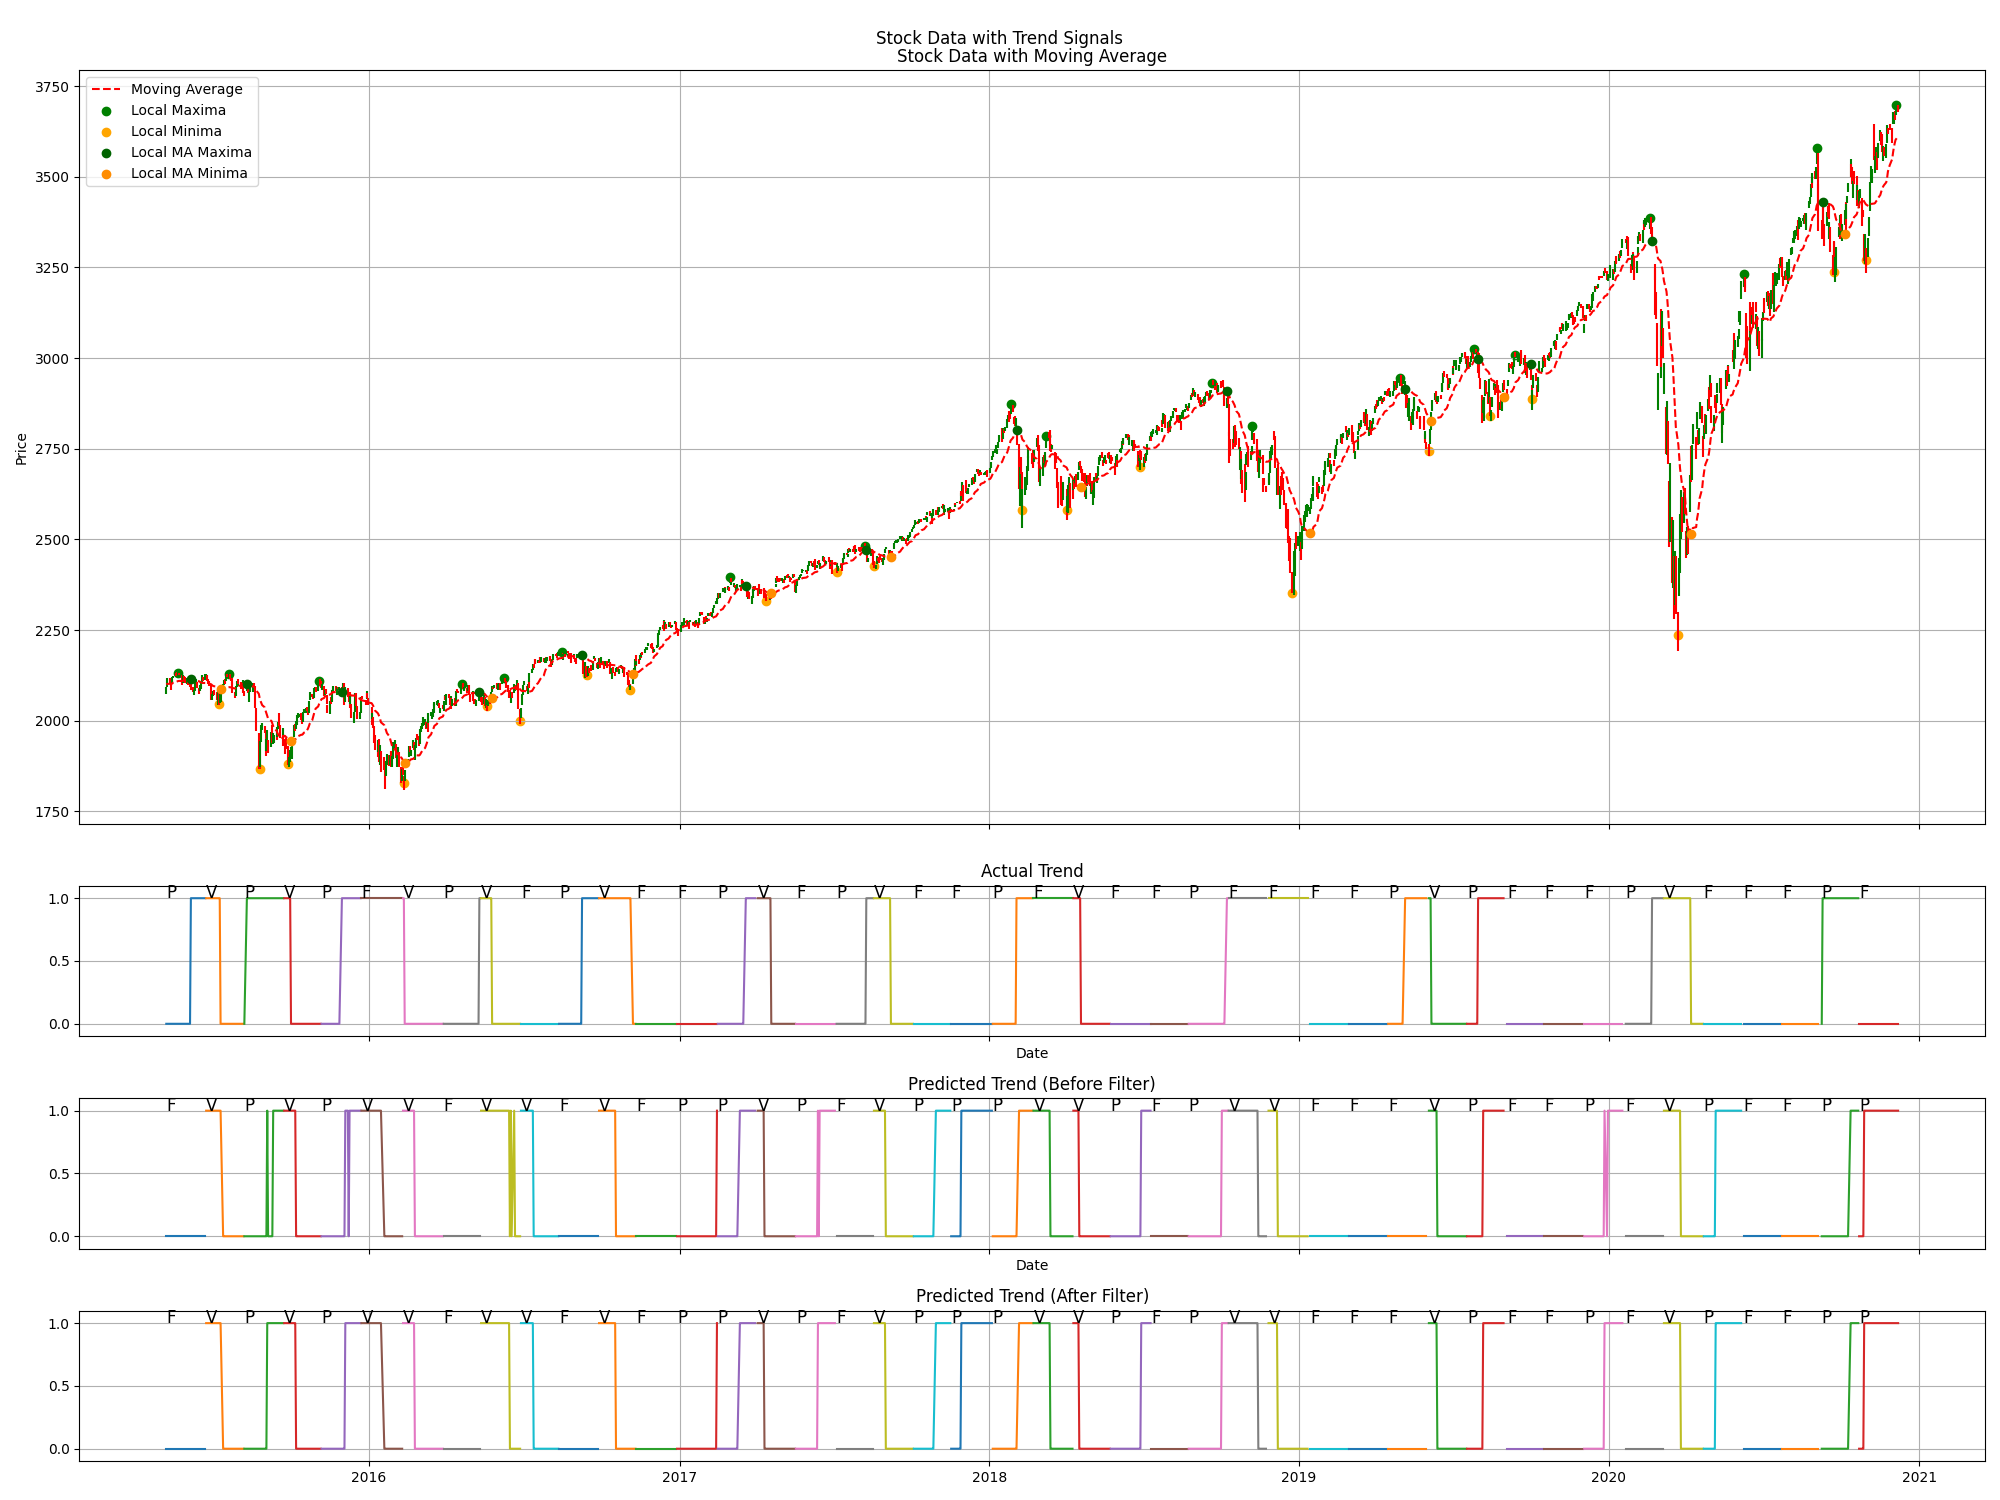 Stock Data with Trend Signals
Stock Data with Moving Average
3750
3500
3250
3000
2750
2500
2250
2000
1750
Price
Moving Average
Local Maxima
Local Minima
Local MA Maxima
Local MA Minima
Actual Trend
P V P V P F V P V F P V F F P V F P V F F P F V F F P F F F F P V P F F F P V F F F P F
1.0
0.5
0.0
Date
Predicted Trend (Before Filter)
F V P V P V V F V V F V F P P V P F V P P P V V P F P V V F F F V P F F P F V P F F P P
1.0
0.5
0.0
Date
Predicted Trend (After Filter)
F V P V P V V F V V F V F P P V P F V P P P V V P F P V V F F F V P F F P F V P F F P P
1.0
0.5
0.0
2016 2017 2018 2019 2020 2021